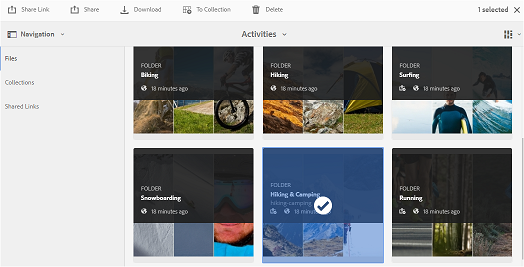 Share Link Share Download To Collection Delete 1 selected
Navigation Activities
Files
Collections
Shared Links
FOLDER FOLDER FOLDER
Biking Hiking Surfing
18 minutes ago 18 minutes ago 18 minutes ago
FOLDER FOLDER FOLDER
Snowboarding Hiking & Camping Running
hiking-camping
18 minutes ago 18 minutes ago 18 minutes ago